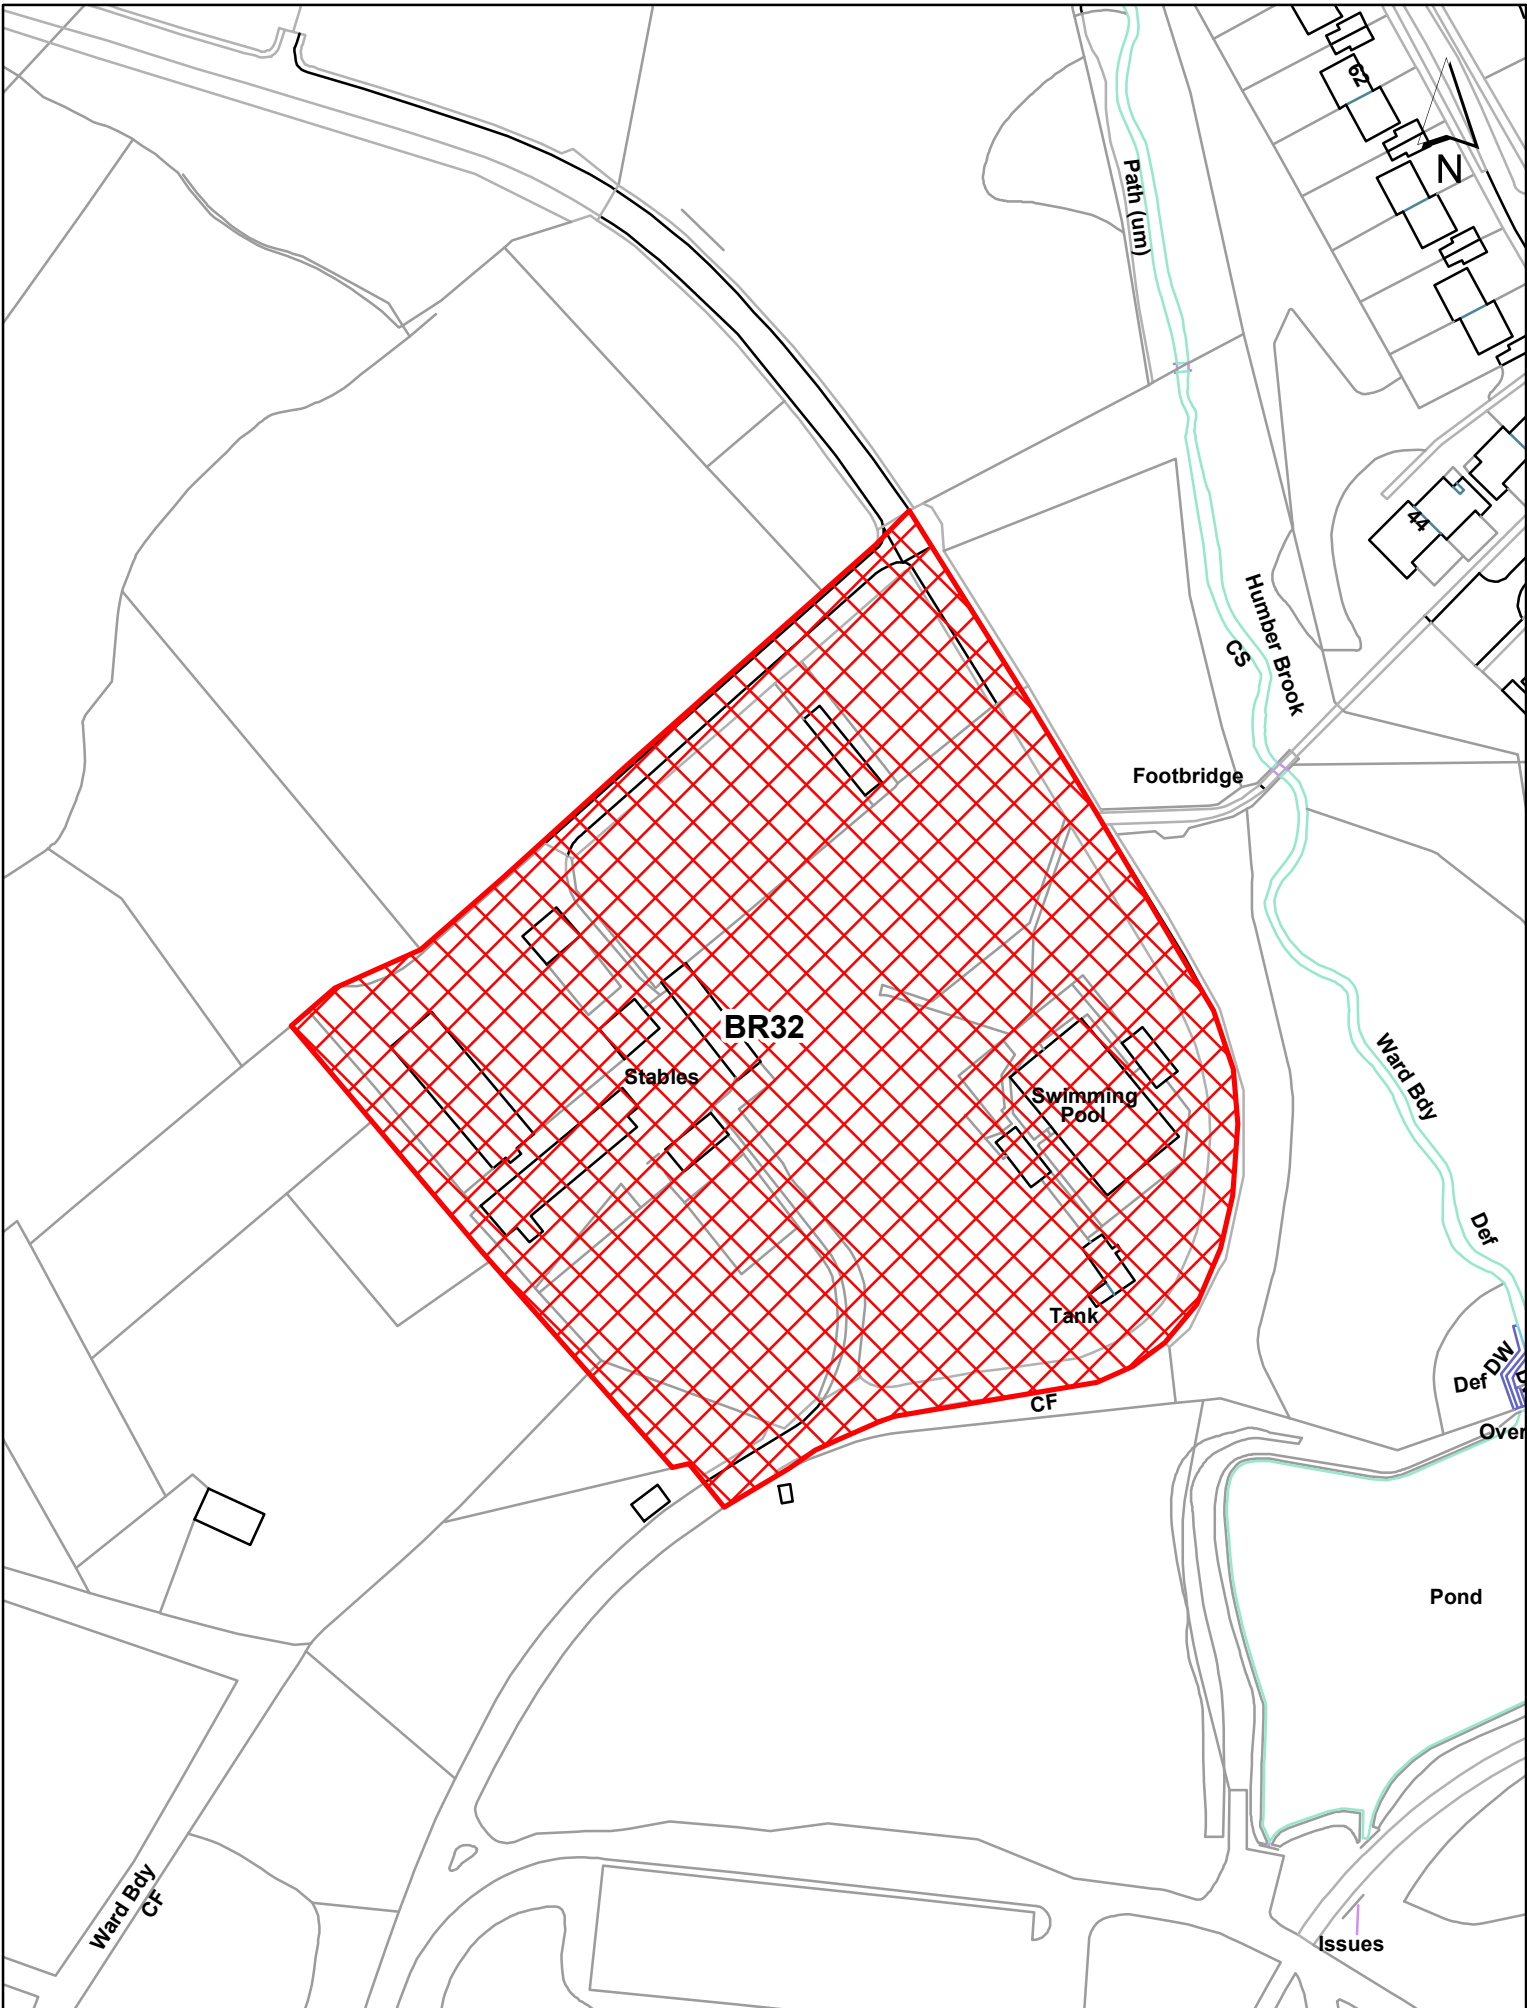 62
N
Path (um)
44
Humber Brook
CS
Footbridge
BR32
Stables
Swimming
Pool
Ward Bdy
Def
Tank
DW
Def
CF
Over
Pond
Ward Bdy
CF
Issues